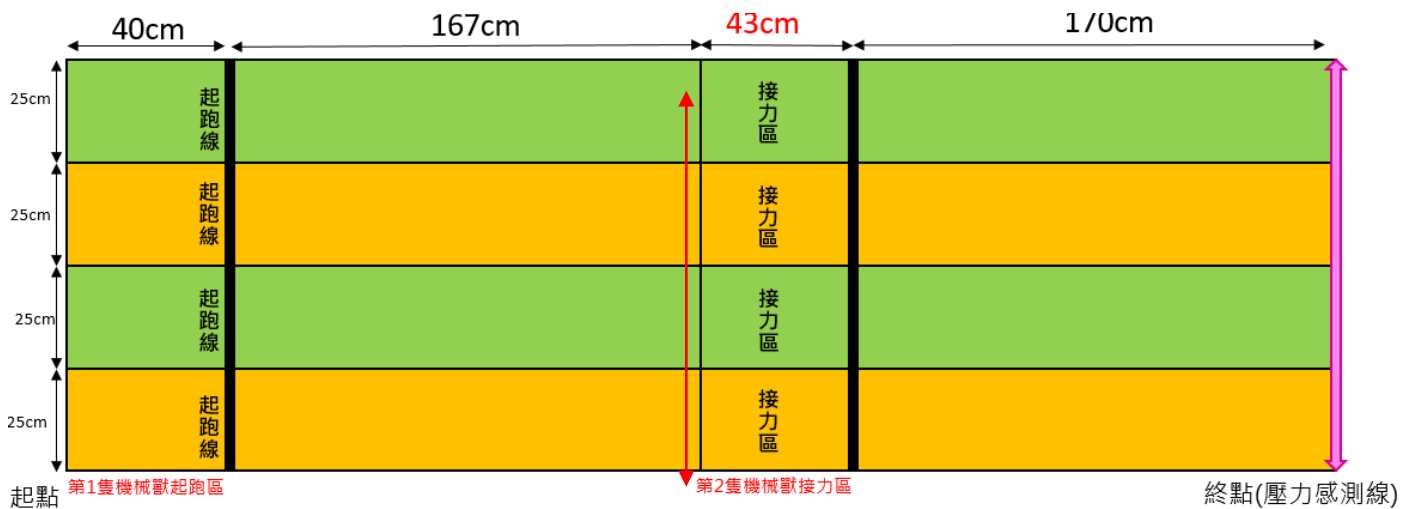 40cm
167cm
43cm
170cm
25cm
起跑線
接力區
25cm
起跑線
接力區
25cm
起跑線
接力區
25cm
起跑線
接力區
起點
第1隻機械獸起跑區
第2隻機械獸接力區
終點(壓力感測線)